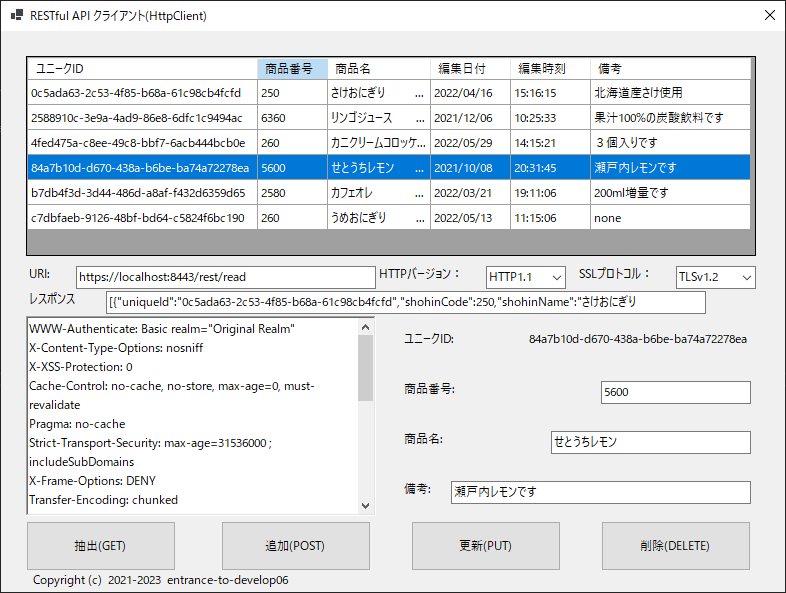 RESTful API クライアント(HttpClient)
ユニークID 商品番号 商品名 編集日付 編集時刻 備考
0c5ada63-2c53-4f85-b68a-61c98cb4fcfd 250 さけおにぎり ... 2022/04/16 15:16:15 北海道産さけ使用
2588910c-3e9a-4ad9-86e8-6dfc1c9494ac 6360 リンゴジュース ... 2021/12/06 10:25:33 果汁100%の炭酸飲料です
4fed475a-c8ee-49c8-bbf7-6acb444bcb0e 260 カニクリームコロッケ... 2022/05/29 14:15:21 3個入りです
84a7b10d-d670-438a-b6be-ba74a72278ea 5600 せとうちレモン ... 2021/10/08 20:31:45 瀬戸内レモンです
b7db4f3d-3d44-486d-a8af-f432d6359d65 2580 カフェオレ ... 2022/03/21 19:11:06 200ml増量です
c7dbfaeb-9126-48bf-bd64-c5824f6bc190 260 うめおにぎり ... 2022/05/13 11:15:06 none
URI: https://localhost:8443/rest/read HTTPバージョン: HTTP1.1 SSLプロトコル: TLSv1.2
レスポンス [{"uniqueId":"0c5ada63-2c53-4f85-b68a-61c98cb4fcfd","shohinCode":250,"shohinName":"さけおにぎり
WWW-Authenticate: Basic realm="Original Realm"
X-Content-Type-Options: nosniff
X-XSS-Protection: 0
Cache-Control: no-cache, no-store, max-age=0, must-
revalidate
Pragma: no-cache
Strict-Transport-Security: max-age=31536000 ;
includeSubDomains
X-Frame-Options: DENY
Transfer-Encoding: chunked
ユニークID: 84a7b10d-d670-438a-b6be-ba74a72278ea
商品番号: 5600
商品名: せとうちレモン
備考: 瀬戸内レモンです
抽出(GET) 追加(POST) 更新(PUT) 削除(DELETE)
Copyright (c) 2021-2023 entrance-to-develop06